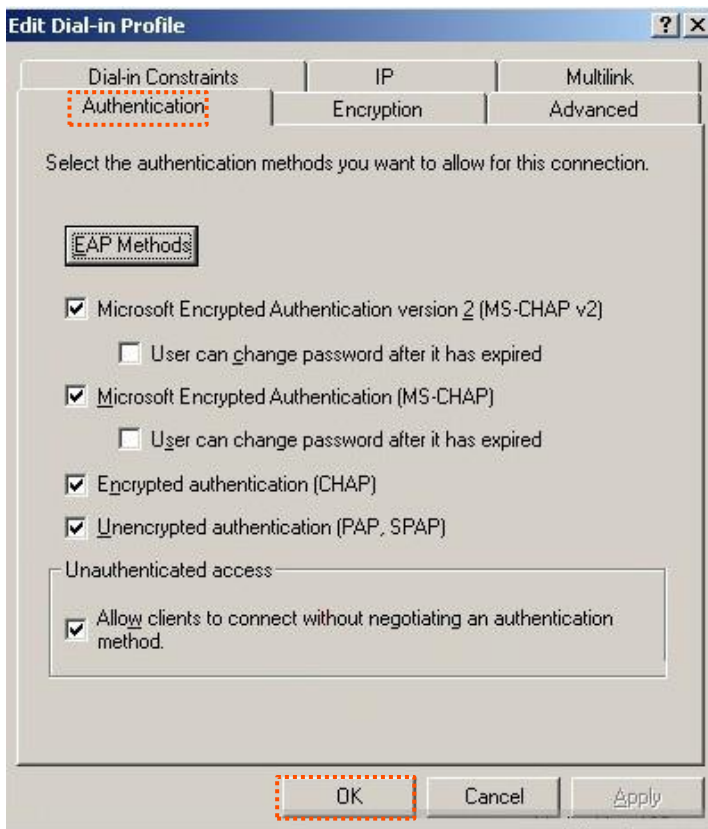 Edit Dial-in Profile
Dial-in Constraints IP Multilink
Authentication Encryption Advanced
Select the authentication methods you want to allow for this connection.
EAP Methods
Microsoft Encrypted Authentication version 2 (MS-CHAP v2)
User can change password after it has expired
Microsoft Encrypted Authentication (MS-CHAP)
User can change password after it has expired
Encrypted authentication (CHAP)
Unencrypted authentication (PAP, SPAP)
Unauthenticated access
Allow clients to connect without negotiating an authentication
method.
OK Cancel Apply